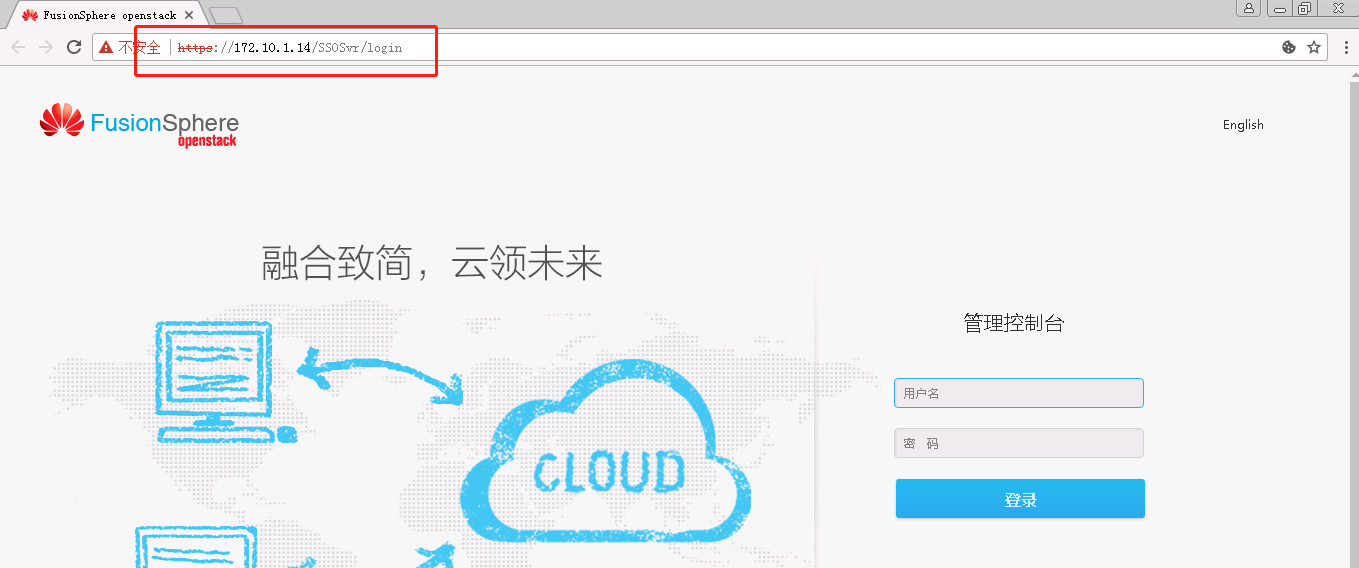 FusionSphere openstack
不安全 https://172.10.1.14/SSOSvr/login
FusionSphere
openstack
English
融合致简，云领未来
管理控制台
用户名
密 码
CLOUD
登录